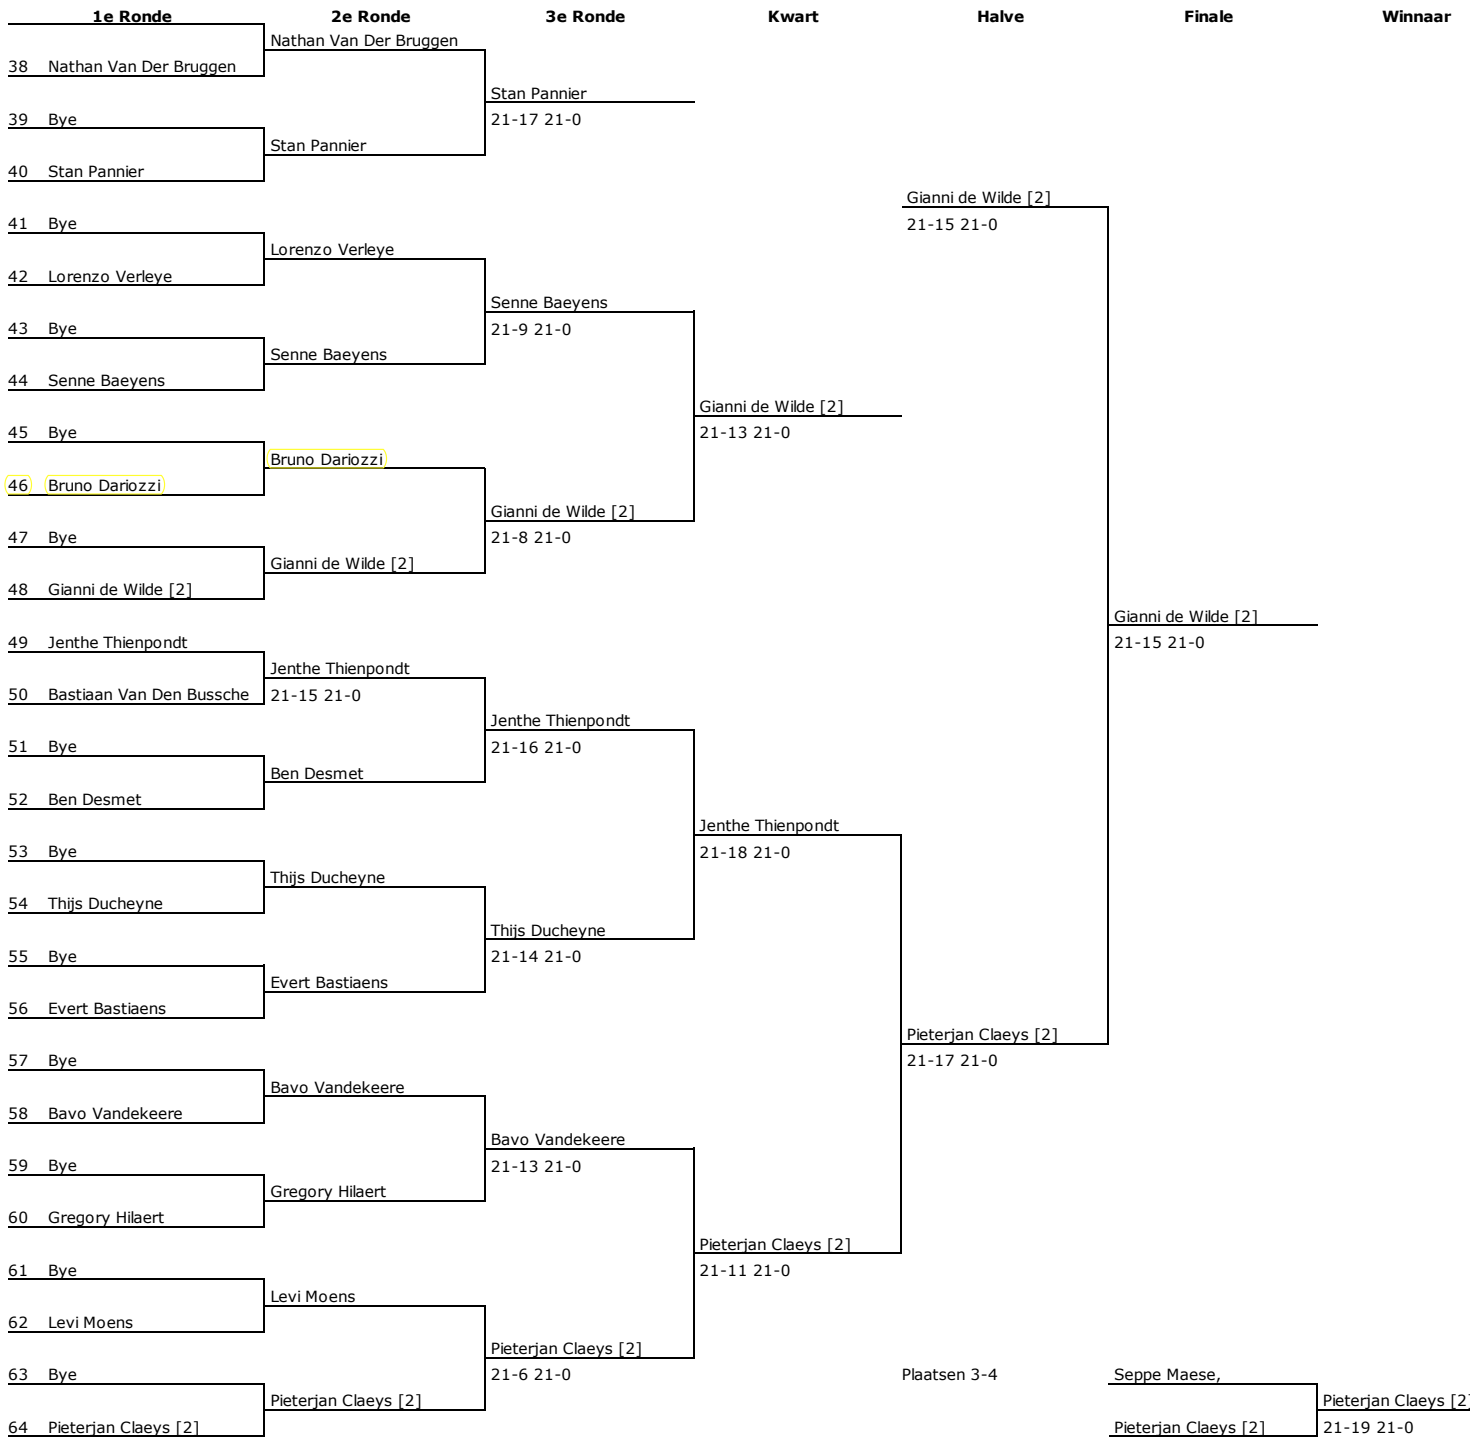 1e Ronde 2e Ronde 3e Ronde Kwart Halve Finale Winnaar
Nathan Van Der Bruggen
38 Nathan Van Der Bruggen
Stan Pannier
39 Bye 21-17 21-0
Stan Pannier
40 Stan Pannier
Gianni de Wilde [2]
41 Bye 21-15 21-0
Lorenzo Verleye
42 Lorenzo Verleye
Senne Baeyens
43 Bye 21-9 21-0
Senne Baeyens
44 Senne Baeyens
Gianni de Wilde [2]
45 Bye 21-13 21-0
Bruno Dariozzi
46 Bruno Dariozzi
Gianni de Wilde [2]
47 Bye 21-8 21-0
Gianni de Wilde [2]
48 Gianni de Wilde [2]
Gianni de Wilde [2]
49 Jenthe Thienpondt 21-15 21-0
Jenthe Thienpondt
50 Bastiaan Van Den Bussche 21-15 21-0
Jenthe Thienpondt
51 Bye 21-16 21-0
Ben Desmet
52 Ben Desmet
Jenthe Thienpondt
53 Bye 21-18 21-0
Thijs Ducheyne
54 Thijs Ducheyne
Thijs Ducheyne
55 Bye 21-14 21-0
Evert Bastiaens
56 Evert Bastiaens
Pieterjan Claeys [2]
57 Bye 21-17 21-0
Bavo Vandekeere
58 Bavo Vandekeere
Bavo Vandekeere
59 Bye 21-13 21-0
Gregory Hilaert
60 Gregory Hilaert
Pieterjan Claeys [2]
61 Bye 21-11 21-0
Levi Moens
62 Levi Moens
Pieterjan Claeys [2]
63 Bye 21-6 21-0 Plaatsen 3-4 Seppe Maese,
Pieterjan Claeys [2] Pieterjan Claeys [2]
64 Pieterjan Claeys [2] Pieterjan Claeys [2] 21-19 21-0